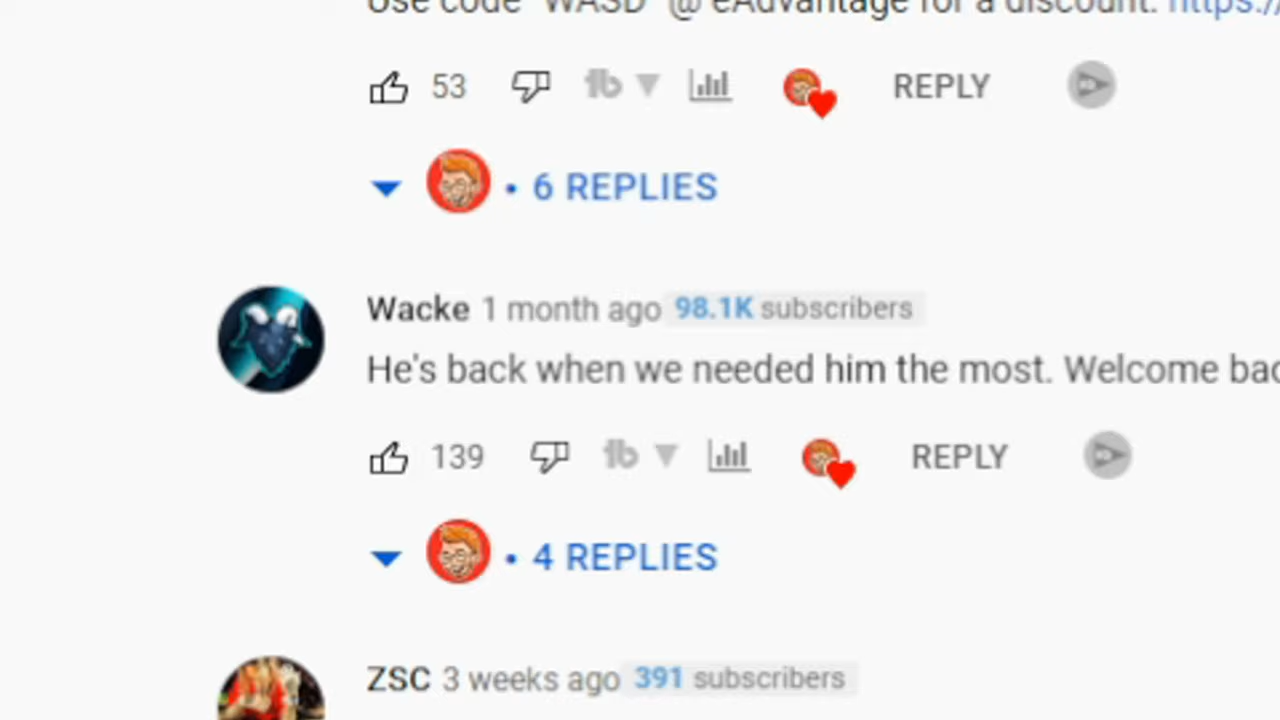 Use code "WASD" @ eAdvantage for a discount: https://
53 REPLY
6 REPLIES
Wacke 1 month ago 98.1K subscribers
He's back when we needed him the most. Welcome bac
139 REPLY
4 REPLIES
ZSC 3 weeks ago 391 subscribers